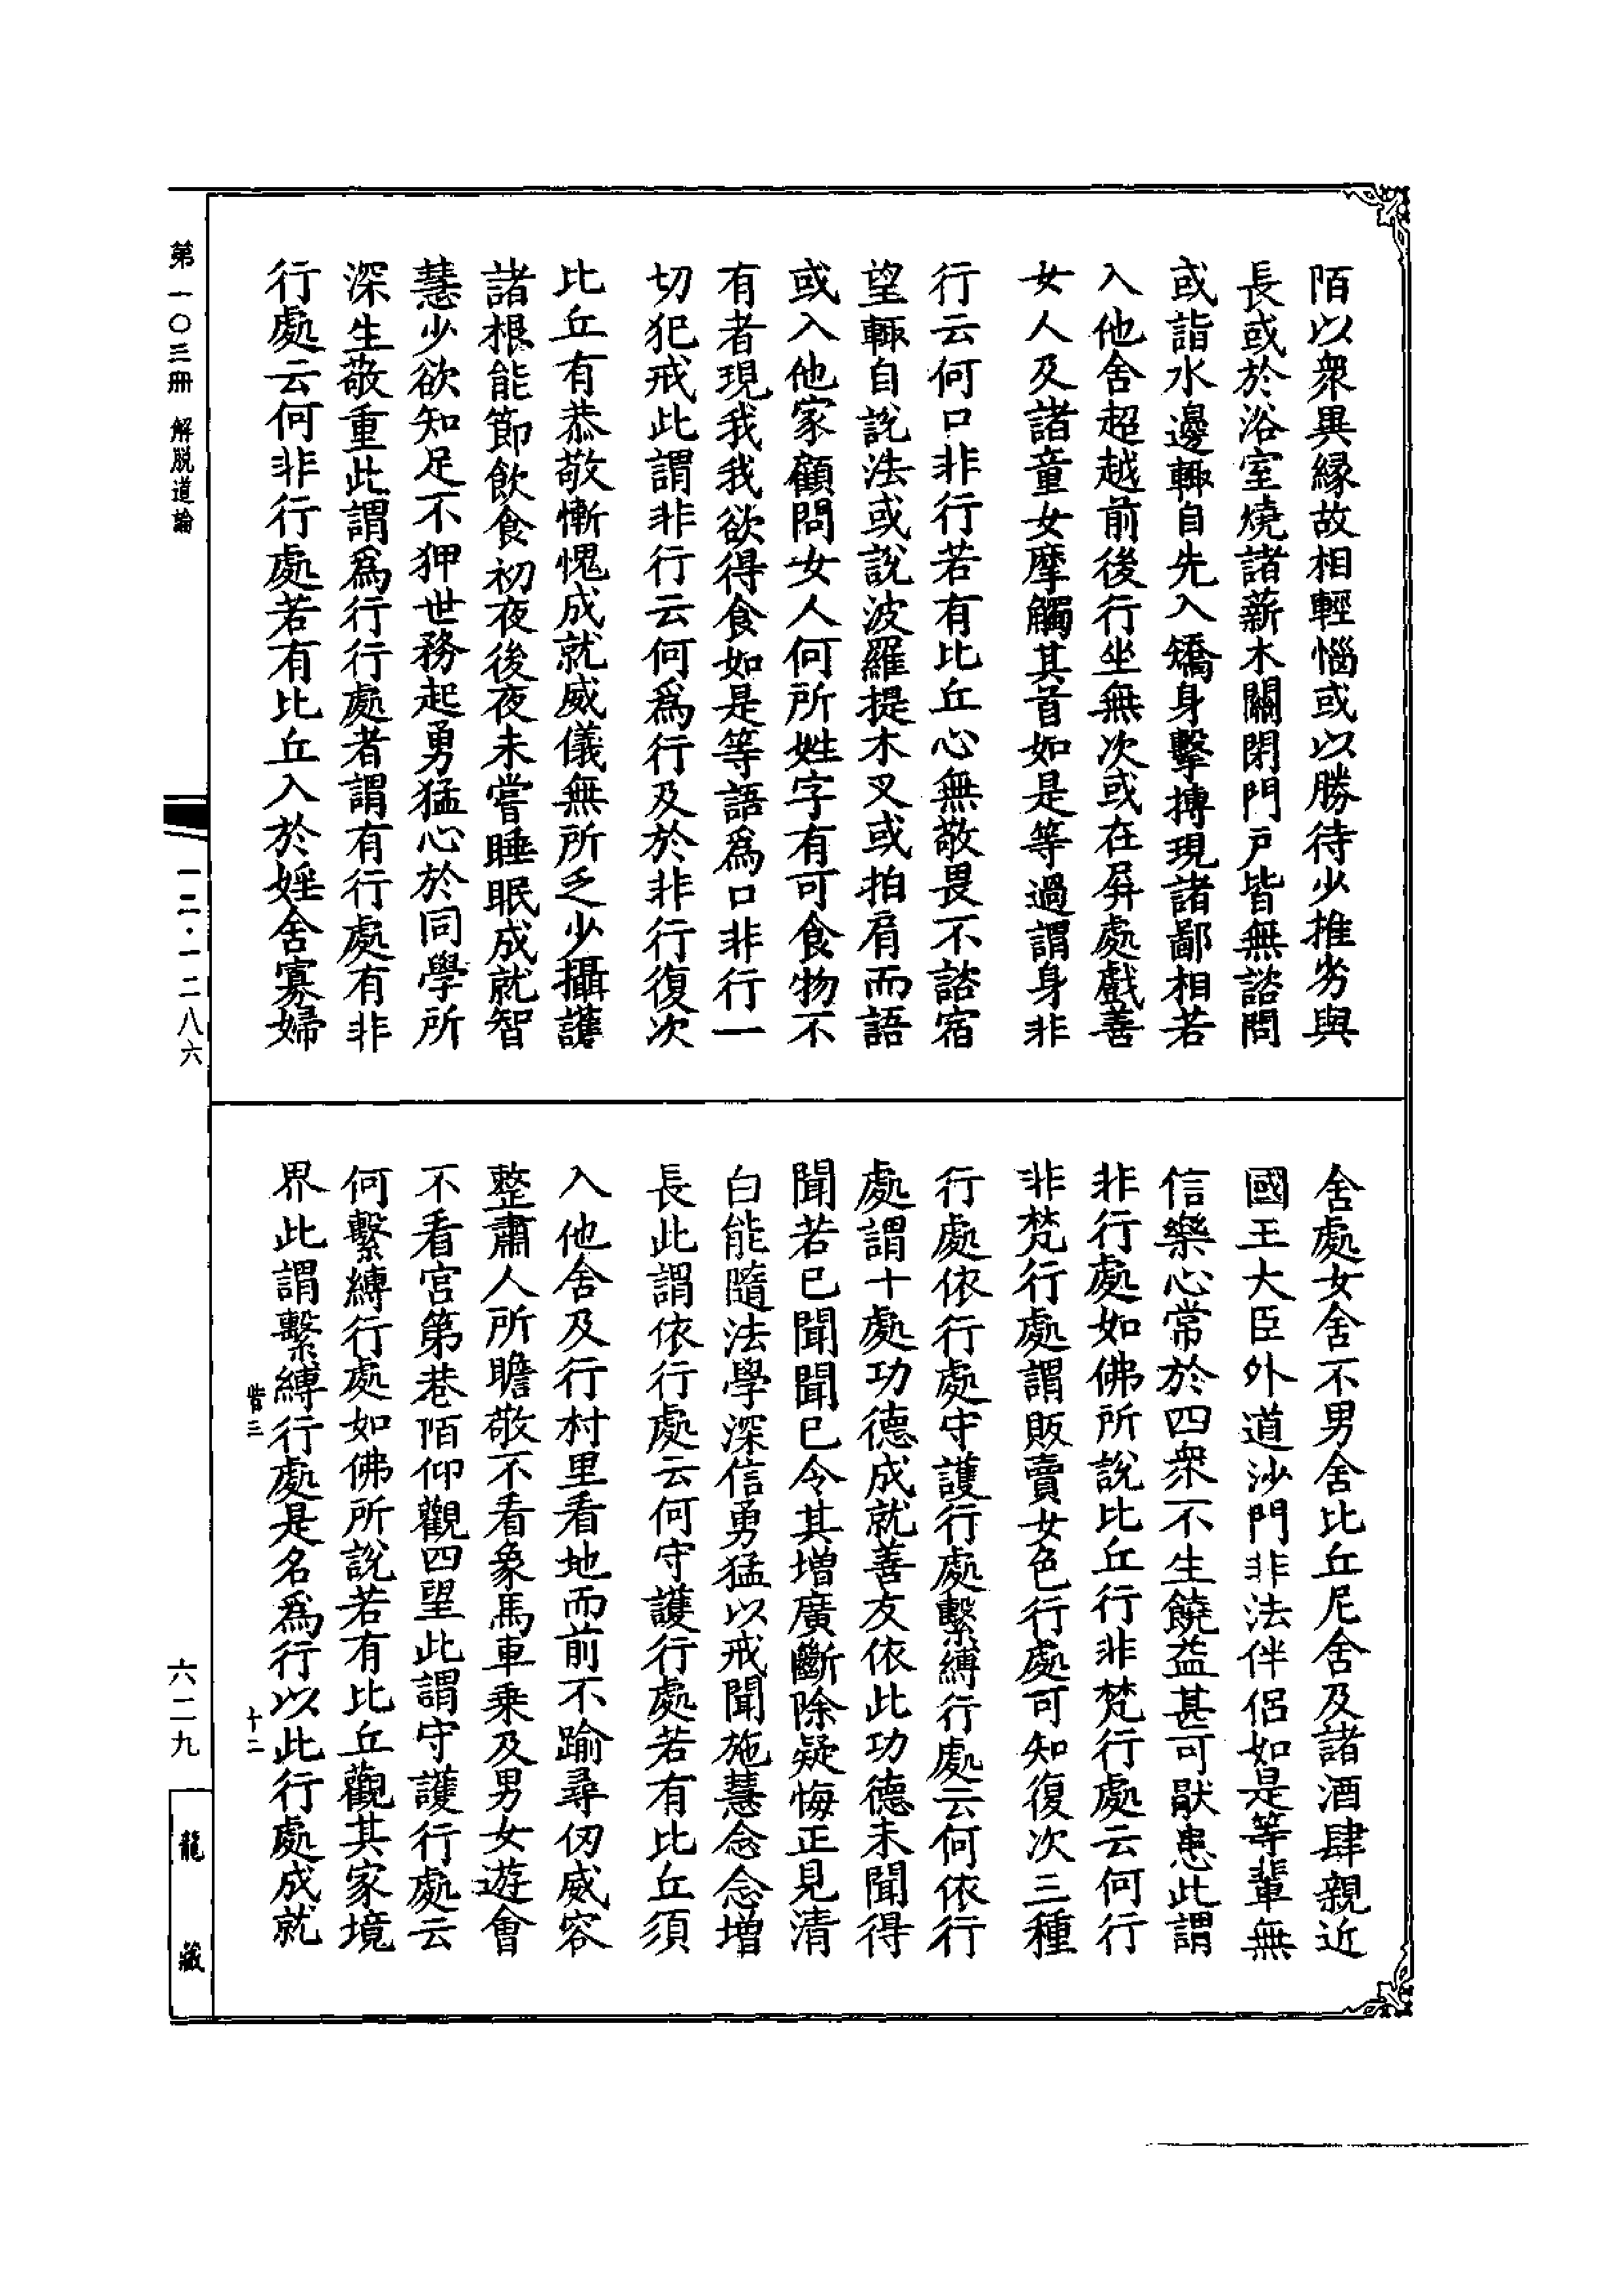 陌以衆異縁故相輕惱或以勝待少推劣與
長或於浴室燒諸薪木關閉門戸皆無諮問
或詣水邊輙自先入矯身擊摶現諸鄙相若
入他舍超越前後行坐無次或在屏處戲善
女人及諸童女摩觸其首如是等過謂身非
行云何口非行若有比丘心無敬畏不諮宿
望輙自說法或說波羅提木叉或拍肩而語
或入他家顧問女人何所姓字有可食物不
有者現我我欲得食如是等語爲口非行一
切犯戒此謂非行云何爲行及於非行復次
比丘有恭敬慚愧成就威儀無所乏少攝護
諸根能節飲食初夜後夜未嘗睡眠成就智
慧少欲知足不狎世務起勇猛心於同學所
深生敬重此謂爲行行處者謂有行處有非
行處云何非行處若有比丘入於婬舍寡婦
舍處女舍不男舍比丘尼舍及諸酒肆親近
國王大臣外道沙門非法伴侶如是等輩無
信樂心常於四衆不生饒益甚可猒患此謂
非行處如佛所說比丘行非梵行處云何行
非梵行處謂販賣女色行處可知復次三種
行處依行處守護行處繫縛行處云何依行
處謂十處功德成就善友依此功德未聞得
聞若已聞聞已令其增廣斷除疑悔正見清
白能隨法學深信勇猛以戒聞施慧念念增
長此謂依行處云何守護行處若有比丘須
入他舍及行村里看地而前不踰尋仞威容
整肅人所瞻敬不看象馬車乘及男女遊會
不看宮第巷陌仰觀四望此謂守護行處云
何繫縛行處如佛所說若有比丘觀其家境
界此謂繫縛行處是名爲行以此行處成就
三
十二
第一〇三冊 解脱道論
一二·一二八六
六二九
龍藏